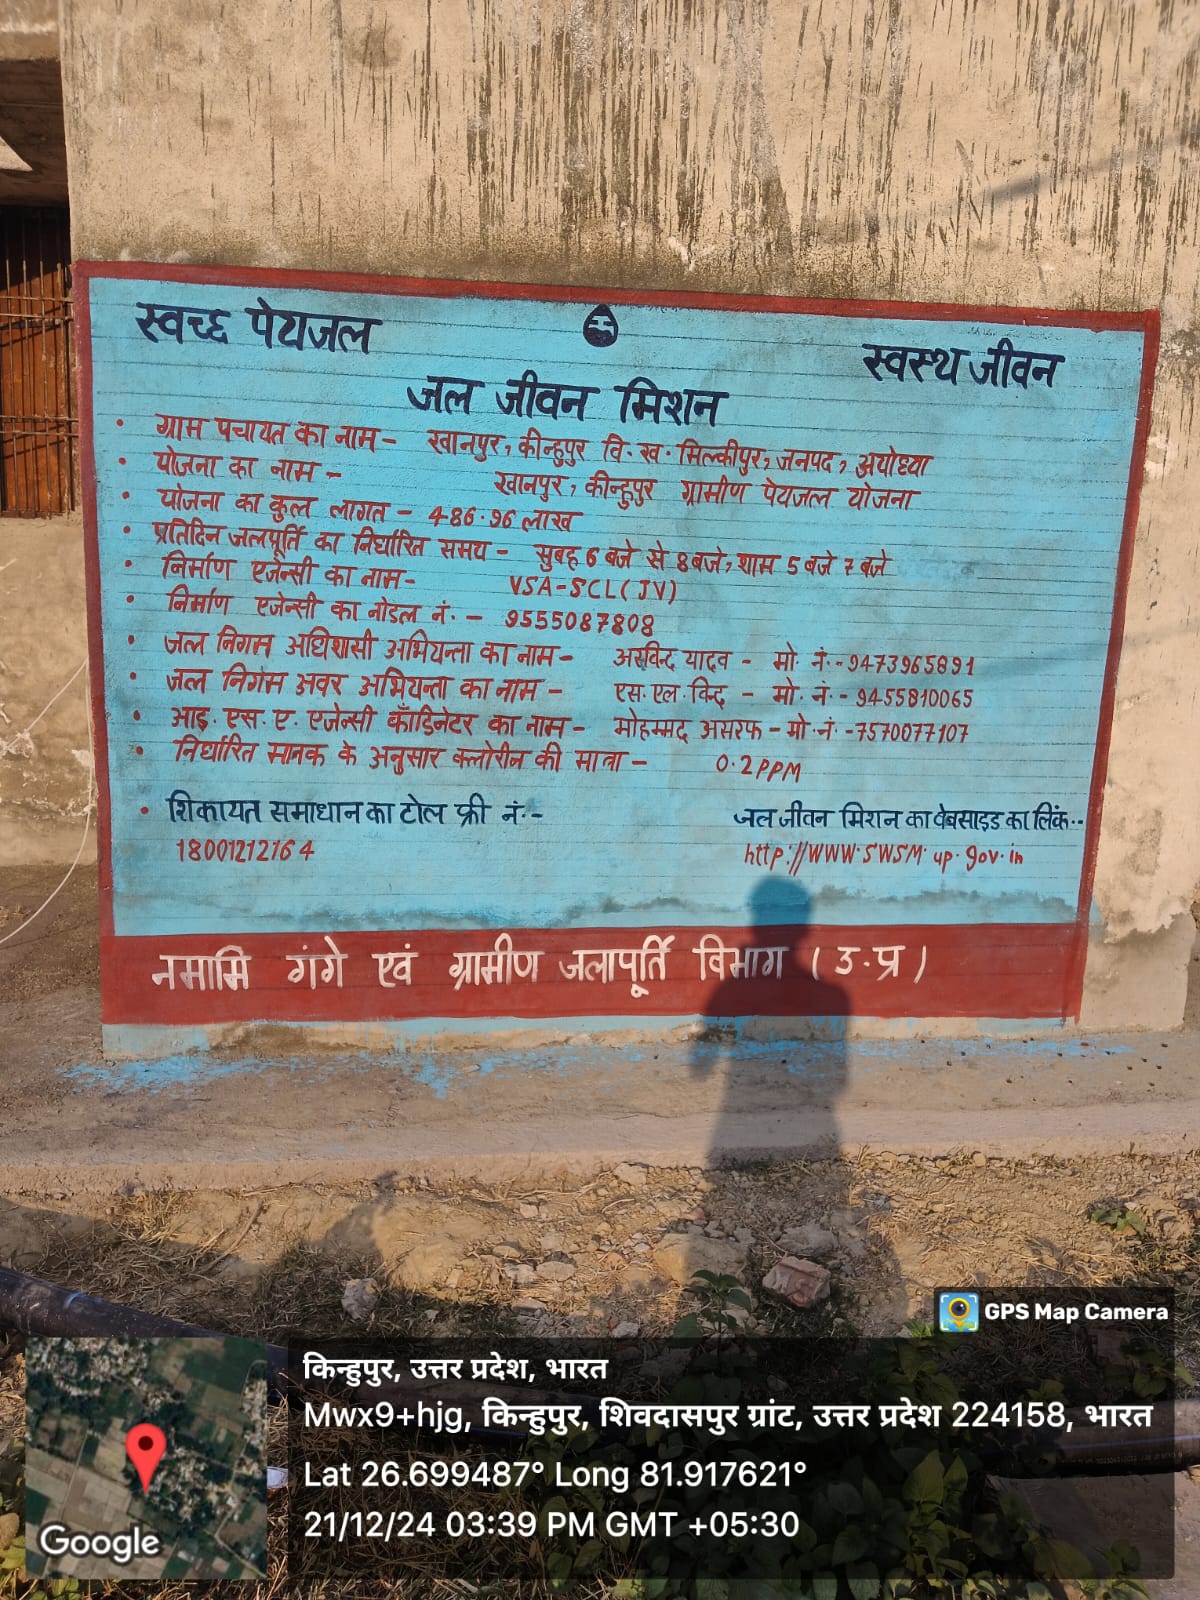 स्वच्छ पेयजल
स्वस्थ जीवन
जल जीवन मिशन
• ग्राम पंचायत का नाम - खानपुर, कीन्हुपुर वि. ख. मिल्कीपुर, जनपद, अयोध्या
• योजना का नाम - खानपुर, कीन्हुपुर ग्रामीण पेयजल योजना
• योजना का कुल लागत - 486.96 लाख
• प्रतिदिन जलपूर्ति का निर्धारित समय - सुबह 6 बजे से 8 बजे, शाम 5 बजे 7 बजे
• निर्माण एजेन्सी का नाम - VSA-SCL (JV)
• निर्माण एजेन्सी का नोडल नं. - 9555087808
• जल निगम अधिशासी अभियन्ता का नाम - अरविन्द यादव - मो. नं. - 9473965891
• जल निगम अवर अभियन्ता का नाम - एस. एल. विन्द - मो. नं. - 9455810065
• आइ. एस. ए. एजेन्सी कॉंडिनेटर का नाम - मोहम्मद असरफ - मो. नं. - 7570077107
• निर्धारित मानक के अनुसार क्लोरीन की मात्रा - 0.2 PPM
• शिकायत समाधान का टोल फ्री नं. -
18001212164
जल जीवन मिशन का वेबसाइड का लिंक..
http://www.swsm.up.gov.in
नमामि गंगे एवं ग्रामीण जलापूर्ति विभाग (उ.प्र)
GPS Map Camera
किन्हुपुर, उत्तर प्रदेश, भारत
Mwx9+hjg, किन्हुपुर, शिवदासपुर ग्रांट, उत्तर प्रदेश 224158, भारत
Lat 26.699487° Long 81.917621°
21/12/24 03:39 PM GMT +05:30
Google